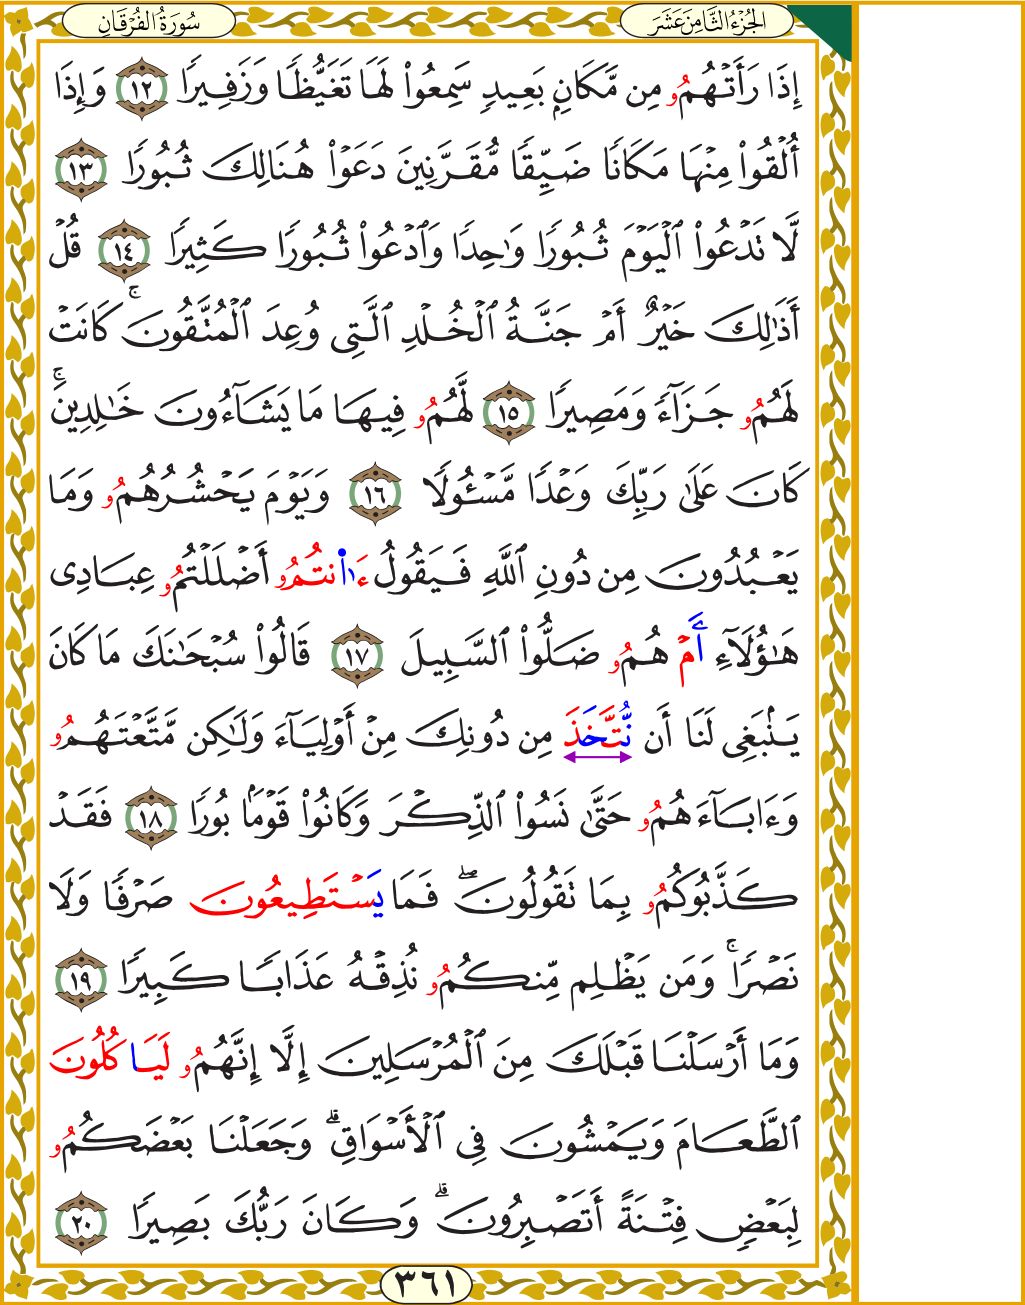 الجُزْءُ الثَّامِنَ عَشَرَ
سُورَةُ الفُرْقَانِ
إِذَا رَأَتْهُمُو مِن مَّكَانِۭ بَعِيدٖ سَمِعُواْ لَهَا تَغَيُّظٗا وَزَفِيرٗا ١٢ وَإِذَا
أُلْقُواْ مِنْهَا مَكَانٗا ضَيِّقٗا مُّقَرَّنِينَ دَعَوْاْ هُنَالِكَ ثُبُورٗا ١٣
لَّا تَدْعُواْ ٱلْيَوْمَ ثُبُورٗا وَٰحِدٗا وَٱدْعُواْ ثُبُورٗا كَثِيرٗا ١٤ قُلْ
أَذَٰلِكَ خَيْرٌ أَمْ جَنَّةُ ٱلْخُلْدِ ٱلَّتِي وُعِدَ ٱلْمُتَّقُونَۚ كَانَتْ
لَهُمُو جَزَآءٗ وَمَصِيرٗا ١٥ لَّهُمُو فِيهَا مَا يَشَآءُونَ خَٰلِدِينَۚ
كَانَ عَلَىٰ رَبِّكَ وَعْدٗا مَّسْـُٔولٗا ١٦ وَيَوْمَ يَحْشُرُهُمُو وَمَا
يَعْبُدُونَ مِن دُونِ ٱللَّهِ فَيَقُولُ ءَا۬نتُمُو أَضْلَلْتُمُو عِبَادِي
هَٰٓؤُلَآءِ أَمْ هُمُو ضَلُّواْ ٱلسَّبِيلَ ١٧ قَالُواْ سُبْحَٰنَكَ مَا كَانَ
يَنۢبَغِي لَنَا أَن نُّتَّخَذَ مِن دُونِكَ مِنْ أَوْلِيَآءَ وَلَٰكِن مَّتَّعْتَهُمُو
وَءَابَآءَهُمُو حَتَّىٰ نَسُواْ ٱلذِّكْرَ وَكَانُواْ قَوْمَۢا بُورٗا ١٨ فَقَدْ
كَذَّبُوكُمُو بِمَا تَقُولُونَۖ فَمَا يَسْتَطِيعُونَ صَرْفٗا وَلَا
نَصْرٗاۚ وَمَن يَظْلِم مِّنكُمُو نُذِقْهُ عَذَابٗا كَبِيرٗا ١٩
وَمَا أَرْسَلْنَا قَبْلَكَ مِنَ ٱلْمُرْسَلِينَ إِلَّا إِنَّهُمُو لَيَاكُلُونَ
ٱلطَّعَامَ وَيَمْشُونَ فِي ٱلْأَسْوَاقِۗ وَجَعَلْنَا بَعْضَكُمُو
لِبَعْضٖ فِتْنَةً أَتَصْبِرُونَۗ وَكَانَ رَبُّكَ بَصِيرٗا ٢٠
٣٦١